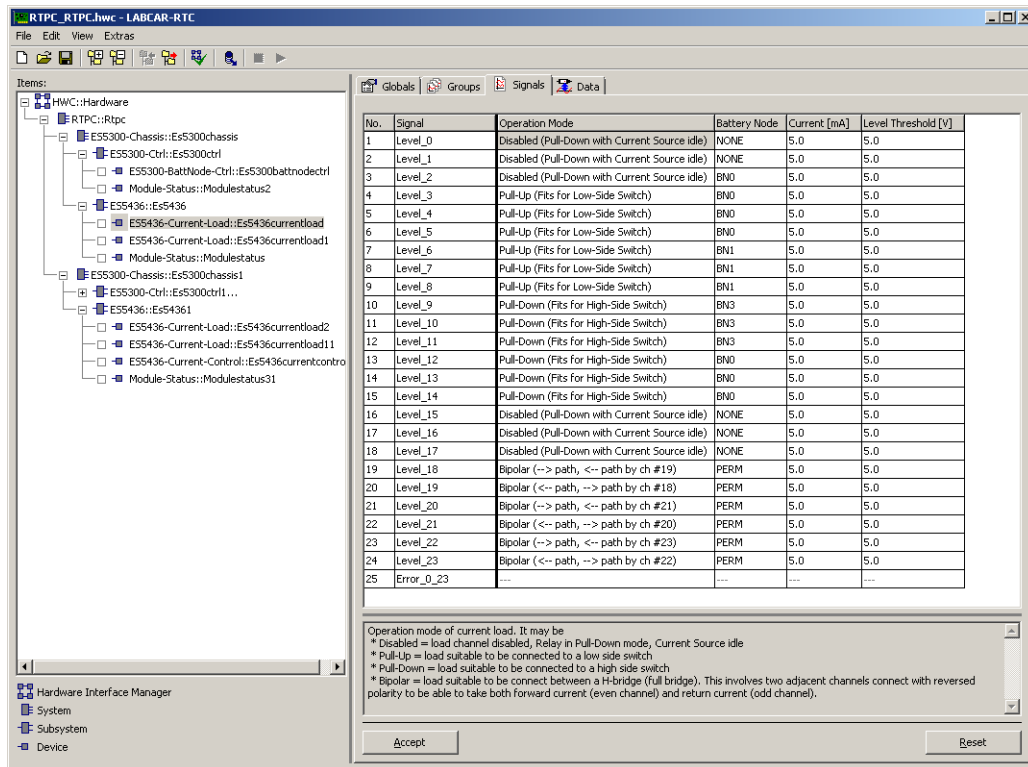 RTPC_RTPC.hwc - LABCAR-RTC
File Edit View Extras
Items:
HWC::Hardware
RTPC::Rtpc
ES5300-Chassis::Es5300chassis
ES5300-Ctrl::Es5300ctrl
ES5300-BattNode-Ctrl::Es5300battnodectrl
Module-Status::Modulestatus2
ES5436::Es5436
ES5436-Current-Load::Es5436currentload
ES5436-Current-Load::Es5436currentload1
Module-Status::Modulestatus
ES5300-Chassis::Es5300chassis1
ES5300-Ctrl::Es5300ctrl1...
ES5436::Es54361
ES5436-Current-Load::Es5436currentload2
ES5436-Current-Load::Es5436currentload11
ES5436-Current-Control::Es5436currentcontro
Module-Status::Modulestatus31
Hardware Interface Manager
System
Subsystem
Device
Globals Groups Signals Data
No. Signal Operation Mode Battery Node Current [mA] Level Threshold [V]
1 Level_0 Disabled (Pull-Down with Current Source idle) NONE 5.0 5.0
2 Level_1 Disabled (Pull-Down with Current Source idle) NONE 5.0 5.0
3 Level_2 Disabled (Pull-Down with Current Source idle) BN0 5.0 5.0
4 Level_3 Pull-Up (Fits for Low-Side Switch) BN0 5.0 5.0
5 Level_4 Pull-Up (Fits for Low-Side Switch) BN0 5.0 5.0
6 Level_5 Pull-Up (Fits for Low-Side Switch) BN0 5.0 5.0
7 Level_6 Pull-Up (Fits for Low-Side Switch) BN1 5.0 5.0
8 Level_7 Pull-Up (Fits for Low-Side Switch) BN1 5.0 5.0
9 Level_8 Pull-Up (Fits for Low-Side Switch) BN1 5.0 5.0
10 Level_9 Pull-Down (Fits for High-Side Switch) BN3 5.0 5.0
11 Level_10 Pull-Down (Fits for High-Side Switch) BN3 5.0 5.0
12 Level_11 Pull-Down (Fits for High-Side Switch) BN3 5.0 5.0
13 Level_12 Pull-Down (Fits for High-Side Switch) BN0 5.0 5.0
14 Level_13 Pull-Down (Fits for High-Side Switch) BN0 5.0 5.0
15 Level_14 Pull-Down (Fits for High-Side Switch) BN0 5.0 5.0
16 Level_15 Disabled (Pull-Down with Current Source idle) NONE 5.0 5.0
17 Level_16 Disabled (Pull-Down with Current Source idle) NONE 5.0 5.0
18 Level_17 Disabled (Pull-Down with Current Source idle) NONE 5.0 5.0
19 Level_18 Bipolar (--> path, <-- path by ch #19) PERM 5.0 5.0
20 Level_19 Bipolar (<-- path, --> path by ch #18) PERM 5.0 5.0
21 Level_20 Bipolar (--> path, <-- path by ch #21) PERM 5.0 5.0
22 Level_21 Bipolar (<-- path, --> path by ch #20) PERM 5.0 5.0
23 Level_22 Bipolar (--> path, <-- path by ch #23) PERM 5.0 5.0
24 Level_23 Bipolar (<-- path, --> path by ch #22) PERM 5.0 5.0
25 Error_0_23 --- --- --- ---
Operation mode of current load. It may be
* Disabled = load channel disabled, Relay in Pull-Down mode, Current Source idle
* Pull-Up = load suitable to be connected to a low side switch
* Pull-Down = load suitable to be connected to a high side switch
* Bipolar = load suitable to be connect between a H-bridge (full bridge). This involves two adjacent channels connect with reversed
polarity to be able to take both forward current (even channel) and return current (odd channel).
Accept Reset